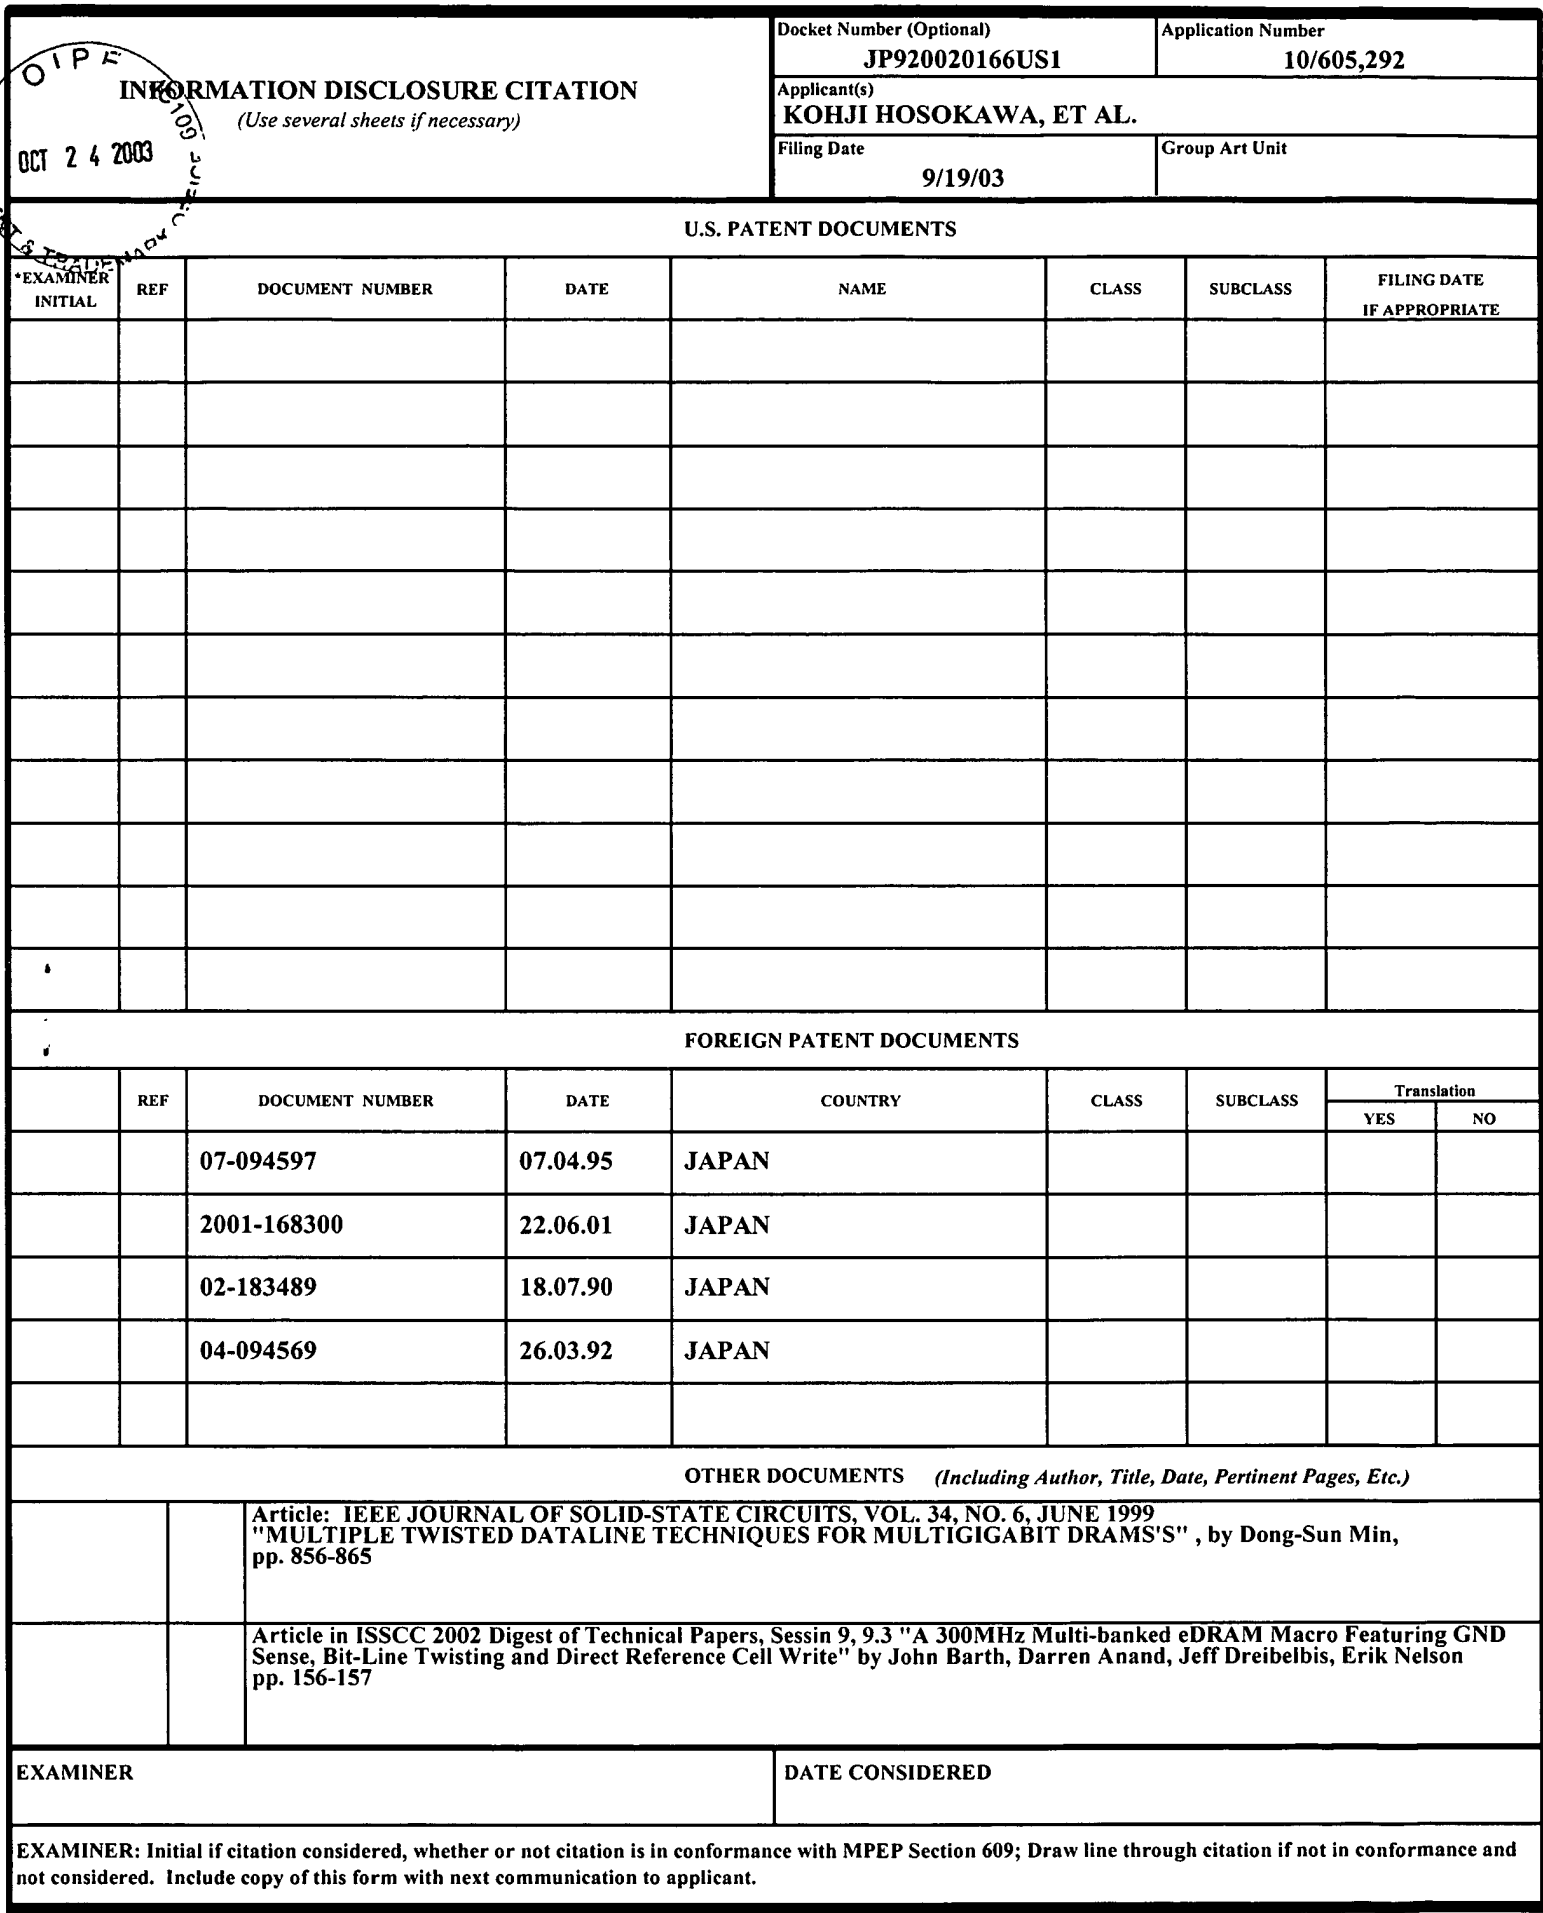 Docket Number (Optional)
JP920020166US1
Application Number
10/605,292
OIPE
INFORMATION DISCLOSURE CITATION
(Use several sheets if necessary)
OCT 24 2003
& TRADEMARK
Applicant(s)
KOHJI HOSOKAWA, ET AL.
Filing Date
9/19/03
Group Art Unit
U.S. PATENT DOCUMENTS
*EXAMINER INITIAL REF DOCUMENT NUMBER DATE NAME CLASS SUBCLASS FILING DATE IF APPROPRIATE
FOREIGN PATENT DOCUMENTS
REF DOCUMENT NUMBER DATE COUNTRY CLASS SUBCLASS Translation
YES NO
07-094597 07.04.95 JAPAN
2001-168300 22.06.01 JAPAN
02-183489 18.07.90 JAPAN
04-094569 26.03.92 JAPAN
OTHER DOCUMENTS (Including Author, Title, Date, Pertinent Pages, Etc.)
Article: IEEE JOURNAL OF SOLID-STATE CIRCUITS, VOL. 34, NO. 6, JUNE 1999
"MULTIPLE TWISTED DATALINE TECHNIQUES FOR MULTIGIGABIT DRAMS'S" , by Dong-Sun Min,
pp. 856-865
Article in ISSCC 2002 Digest of Technical Papers, Sessin 9, 9.3 "A 300MHz Multi-banked eDRAM Macro Featuring GND
Sense, Bit-Line Twisting and Direct Reference Cell Write" by John Barth, Darren Anand, Jeff Dreibelbis, Erik Nelson
pp. 156-157
EXAMINER
DATE CONSIDERED
EXAMINER: Initial if citation considered, whether or not citation is in conformance with MPEP Section 609; Draw line through citation if not in conformance and
not considered. Include copy of this form with next communication to applicant.